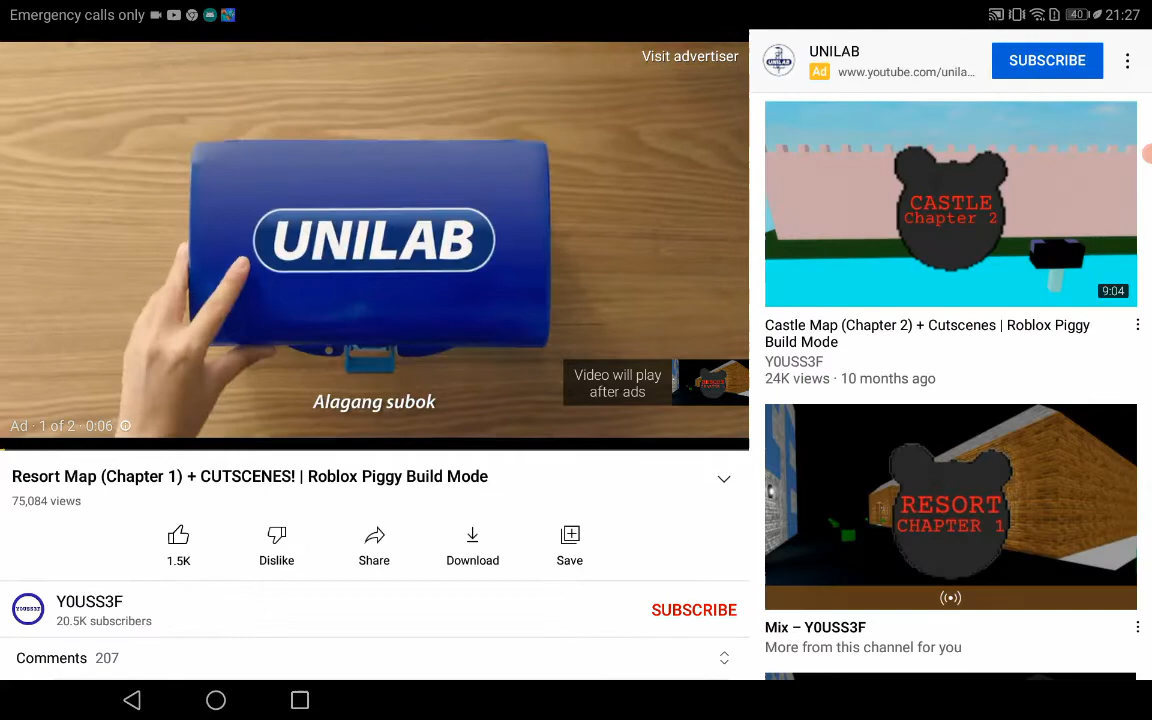 Emergency calls only
40
21:27
Visit advertiser
UNILAB
Alagang subok
Video will play
after ads
Ad · 1 of 2 · 0:06
Resort Map (Chapter 1) + CUTSCENES! | Roblox Piggy Build Mode
75,084 views
1.5K
Dislike
Share
Download
Save
Y0USS3F
Y0USS3F
20.5K subscribers
SUBSCRIBE
Comments 207
UNILAB
UNILAB
Ad www.youtube.com/unila...
SUBSCRIBE
CASTLE
Chapter 2
9:04
Castle Map (Chapter 2) + Cutscenes | Roblox Piggy
Build Mode
Y0USS3F
24K views · 10 months ago
RESORT
CHAPTER 1
Mix – Y0USS3F
More from this channel for you